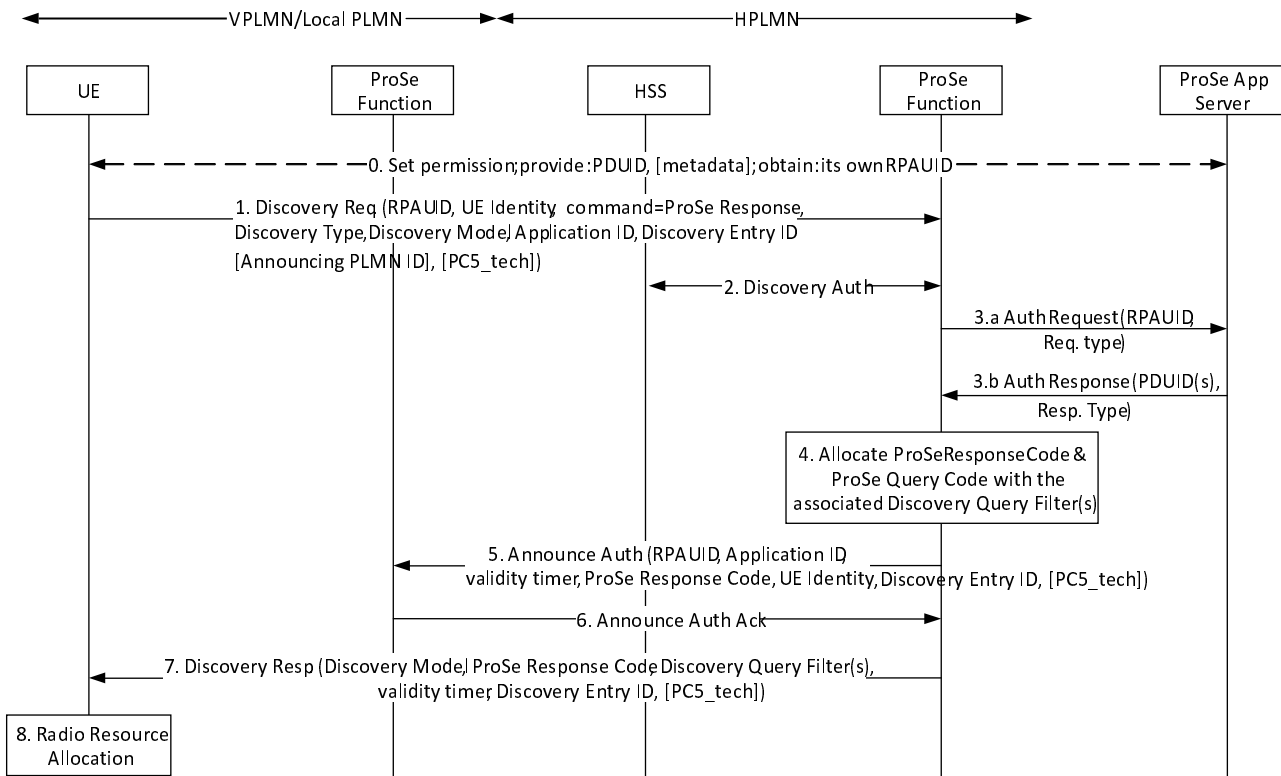 VPLMN/Local PLMN
HPLMN
UE
ProSe
Function
HSS
ProSe
Function
ProSe App
Server
0. Set permission; provide: PDUID, [metadata]; obtain: its own RPAUID
1. Discovery Req (RPAUID, UE Identity, command=ProSe Response,
Discovery Type, Discovery Mode, Application ID, Discovery Entry ID
[Announcing PLMN ID], [PC5_tech])
2. Discovery Auth
3.a Auth Request (RPAUID,
Req. type)
3.b Auth Response (PDUID(s),
Resp. Type)
4. Allocate ProSe Response Code &
ProSe Query Code with the
associated Discovery Query Filter(s)
5. Announce Auth (RPAUID, Application ID,
validity timer, ProSe Response Code, UE Identity, Discovery Entry ID, [PC5_tech])
6. Announce Auth Ack
7. Discovery Resp (Discovery Mode, ProSe Response Code, Discovery Query Filter(s),
validity timer, Discovery Entry ID, [PC5_tech])
8. Radio Resource
Allocation